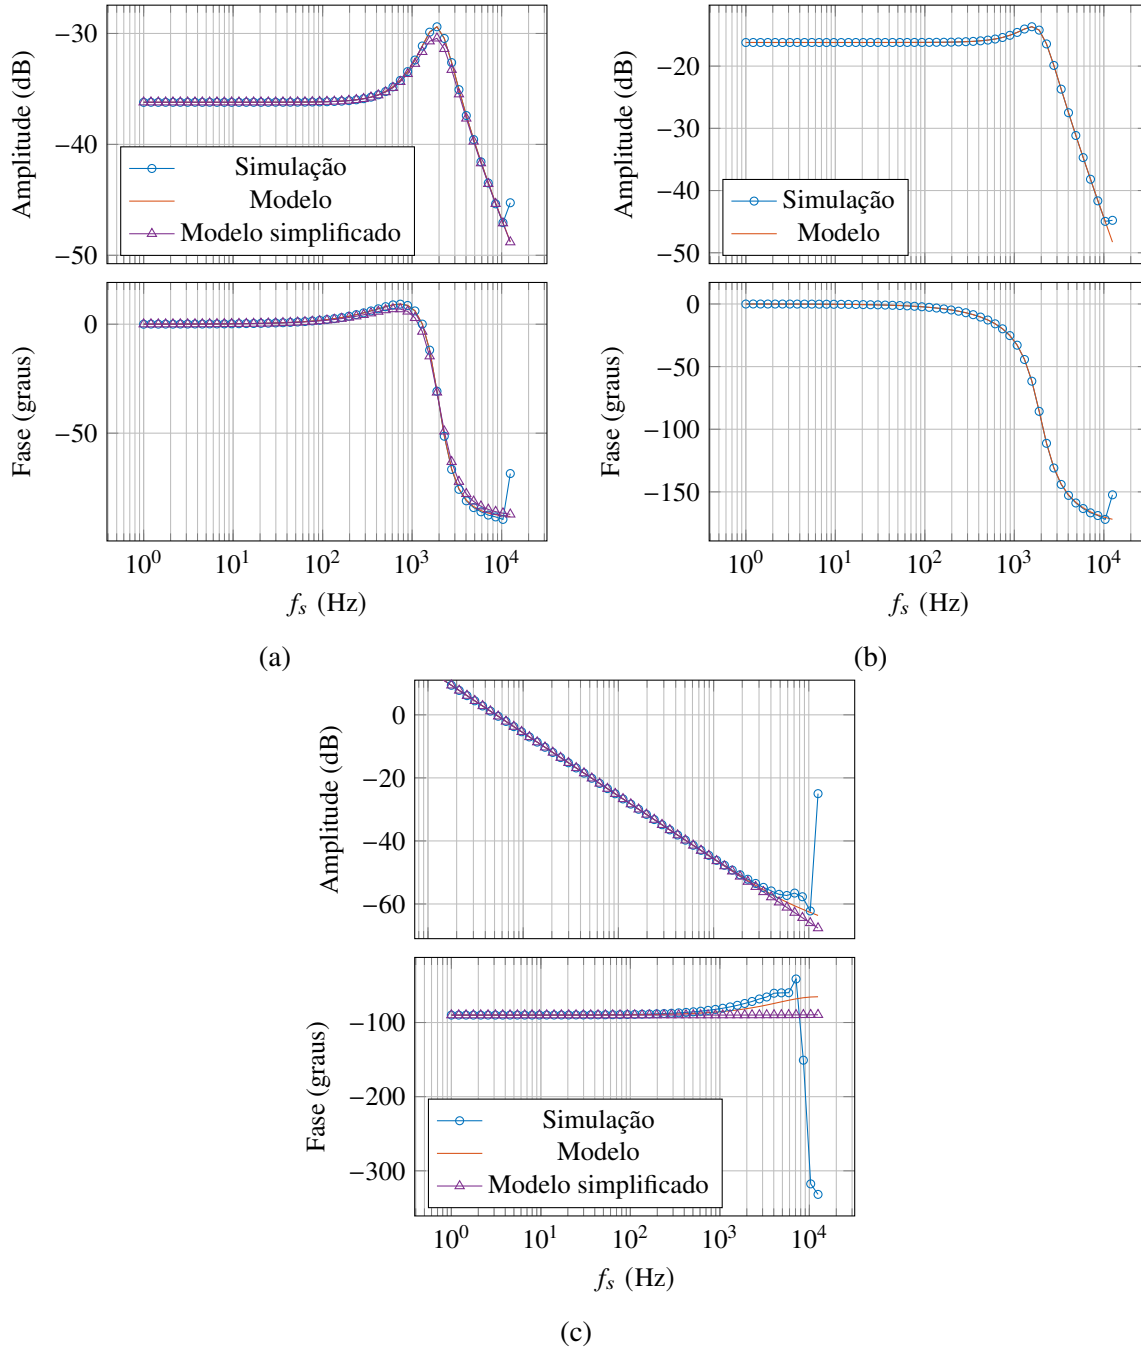 −30
−40
−50
Amplitude (dB)
Simulação
Modelo
Modelo simplificado
0
−50
Fase (graus)
10^0 10^1 10^2 10^3 10^4
f_s (Hz)
(a)
−20
−30
−40
−50
Amplitude (dB)
Simulação
Modelo
0
−50
−100
−150
Fase (graus)
10^0 10^1 10^2 10^3 10^4
f_s (Hz)
(b)
0
−20
−40
−60
Amplitude (dB)
−100
−200
−300
Fase (graus)
Simulação
Modelo
Modelo simplificado
10^0 10^1 10^2 10^3 10^4
f_s (Hz)
(c)